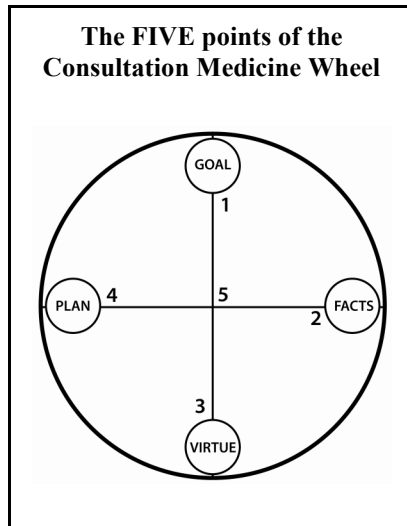 The FIVE points of the
Consultation Medicine Wheel
GOAL
1
PLAN
4
5
2
FACTS
3
VIRTUE